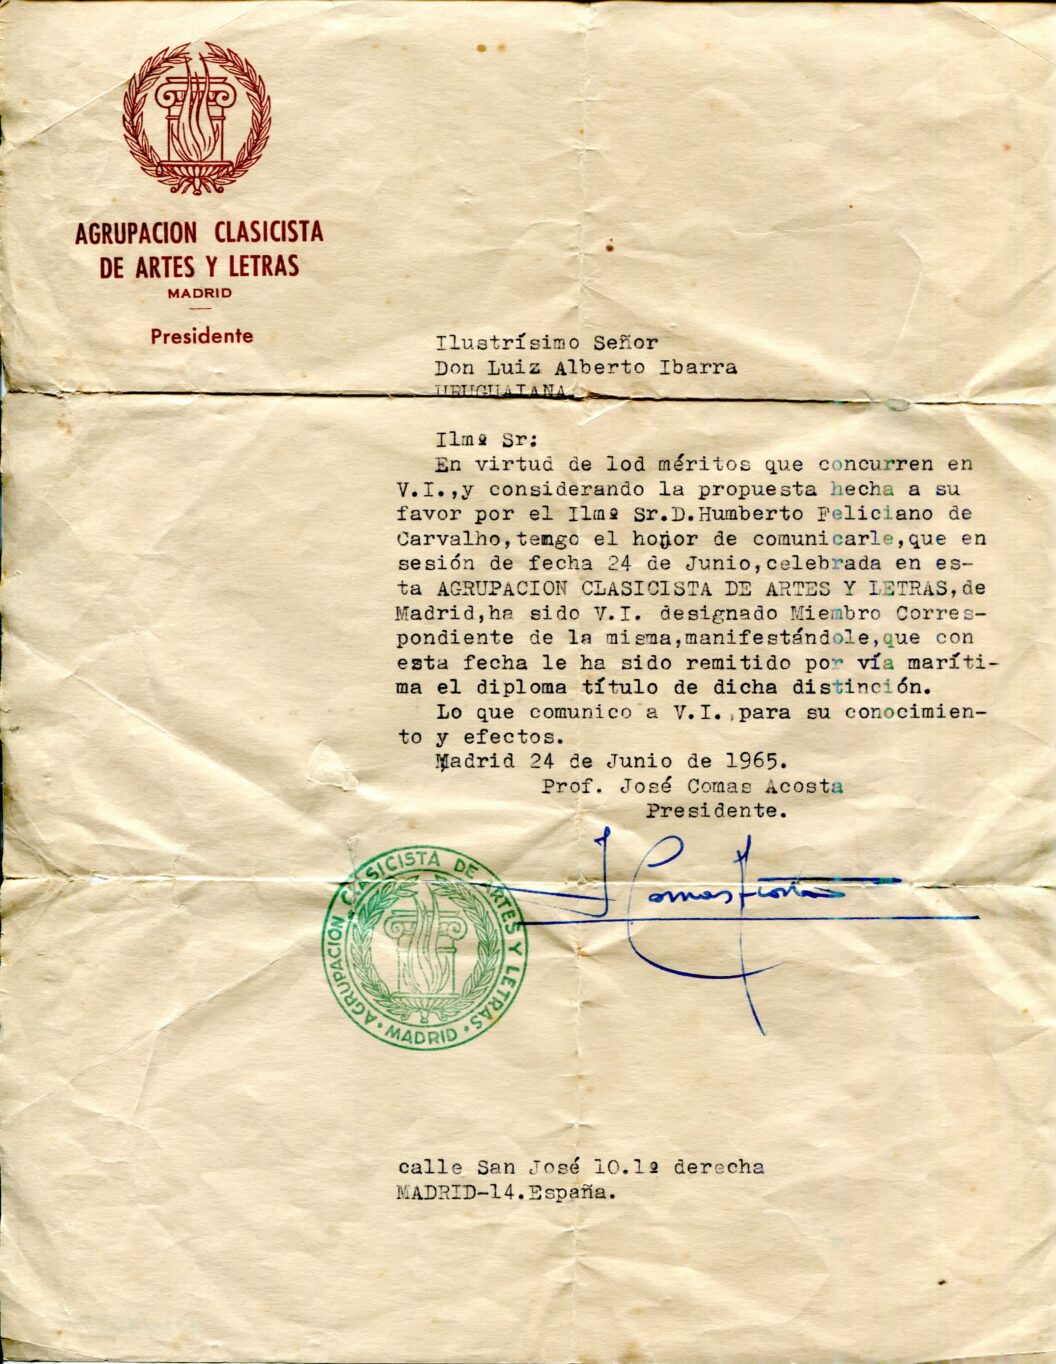 AGRUPACION CLASICISTA
DE ARTES Y LETRAS
MADRID
Presidente
Ilustrísimo Señor
Don Luiz Alberto Ibarra
URUGUAIANA.
Ilmº Sr:
En virtud de lod méritos que concurren en
V.I.,y considerando la propuesta hecha a su
favor por el Ilmº Sr.D.Humberto Feliciano de
Carvalho,tengo el honor de comunicarle,que en
sesión de fecha 24 de Junio,celebrada en es-
ta AGRUPACION CLASICISTA DE ARTES Y LETRAS,de
Madrid,ha sido V.I. designado Miembro Corres-
pondiente de la misma,manifestándole,que con
esta fecha le ha sido remitido por vía maríti-
ma el diploma título de dicha distinción.
Lo que comunico a V.I.,para su conocimien-
to y efectos.
Madrid 24 de Junio de 1965.
Prof. José Comas Acosta
Presidente.
J Comas Acosta
AGRUPACIÓN CLASICISTA DE ARTES Y LETRAS
· MADRID ·
calle San José 10.1º derecha
MADRID-14.España.